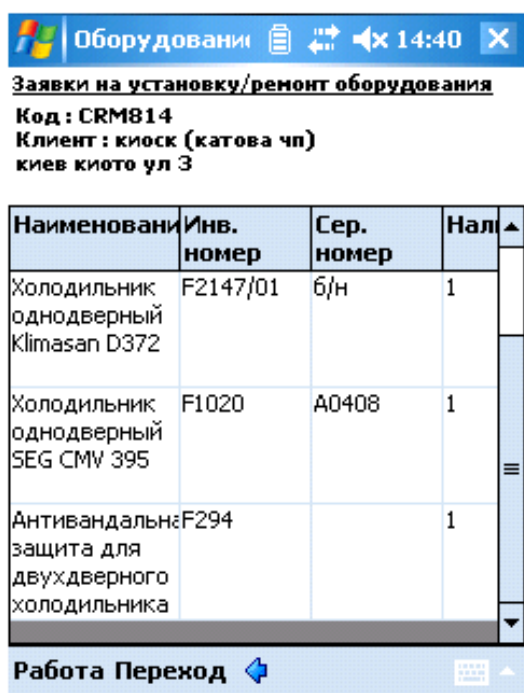 Оборудовани 14:40
Заявки на установку/ремонт оборудования
Код : CRM814
Клиент : киоск (катова чп)
киев киото ул 3
Наименовани Инв. номер Сер. номер Нали
Холодильник однодверный Klimasan D372 F2147/01 б/н 1
Холодильник однодверный SEG CMV 395 F1020 A0408 1
Антивандальна защита для двухдверного холодильника F294 1
Работа Переход